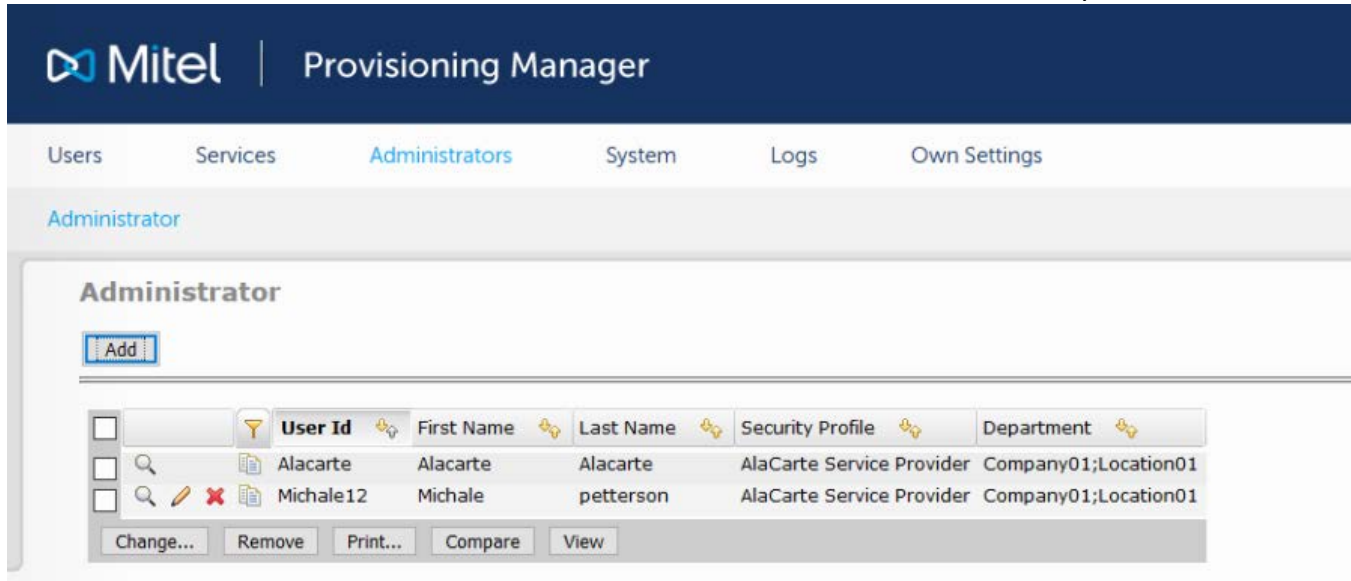 Mitel | Provisioning Manager
Users Services Administrators System Logs Own Settings
Administrator
Administrator
Add
User Id First Name Last Name Security Profile Department
Alacarte Alacarte Alacarte AlaCarte Service Provider Company01;Location01
Michale12 Michale petterson AlaCarte Service Provider Company01;Location01
Change... Remove Print... Compare View